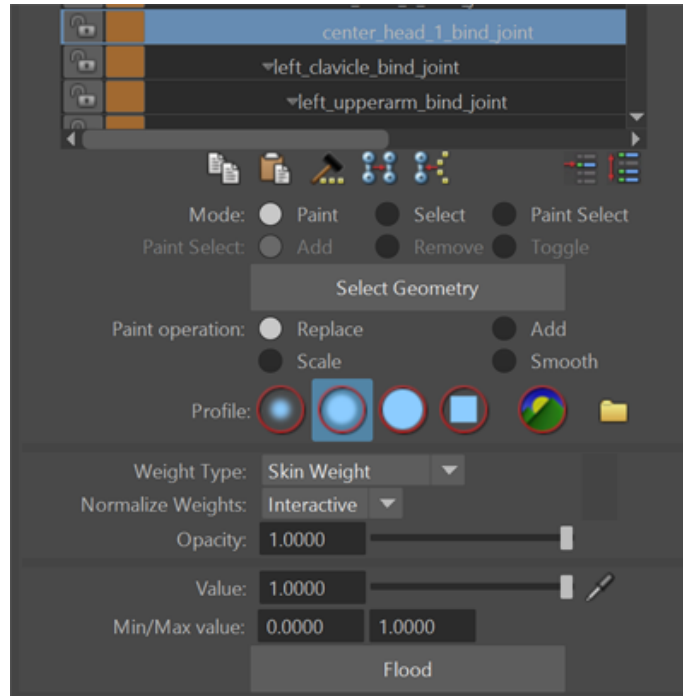 center_head_1_bind_joint
left_clavicle_bind_joint
left_upperarm_bind_joint
Mode: Paint Select Paint Select
Paint Select: Add Remove Toggle
Select Geometry
Paint operation: Replace Add
Scale Smooth
Profile:
Weight Type: Skin Weight
Normalize Weights: Interactive
Opacity: 1.0000
Value: 1.0000
Min/Max value: 0.0000 1.0000
Flood